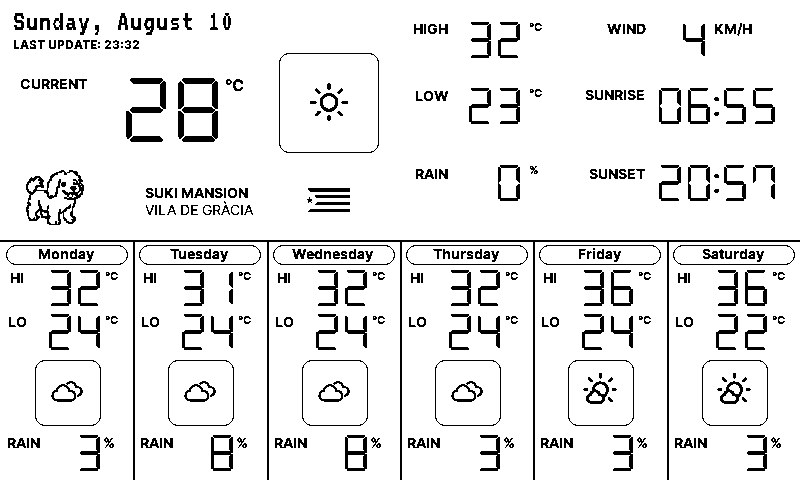 Sunday, August 10
LAST UPDATE: 23:32
CURRENT 28 °C
HIGH 32 °C
WIND 4 KM/H
LOW 23 °C
SUNRISE 06:55
RAIN 0 %
SUNSET 20:57
SUKI MANSION
VILA DE GRÀCIA
Monday
HI 32 °C
LO 24 °C
RAIN 3 %
Tuesday
HI 31 °C
LO 24 °C
RAIN 8 %
Wednesday
HI 32 °C
LO 24 °C
RAIN 8 %
Thursday
HI 32 °C
LO 24 °C
RAIN 3 %
Friday
HI 36 °C
LO 24 °C
RAIN 3 %
Saturday
HI 36 °C
LO 22 °C
RAIN 3 %